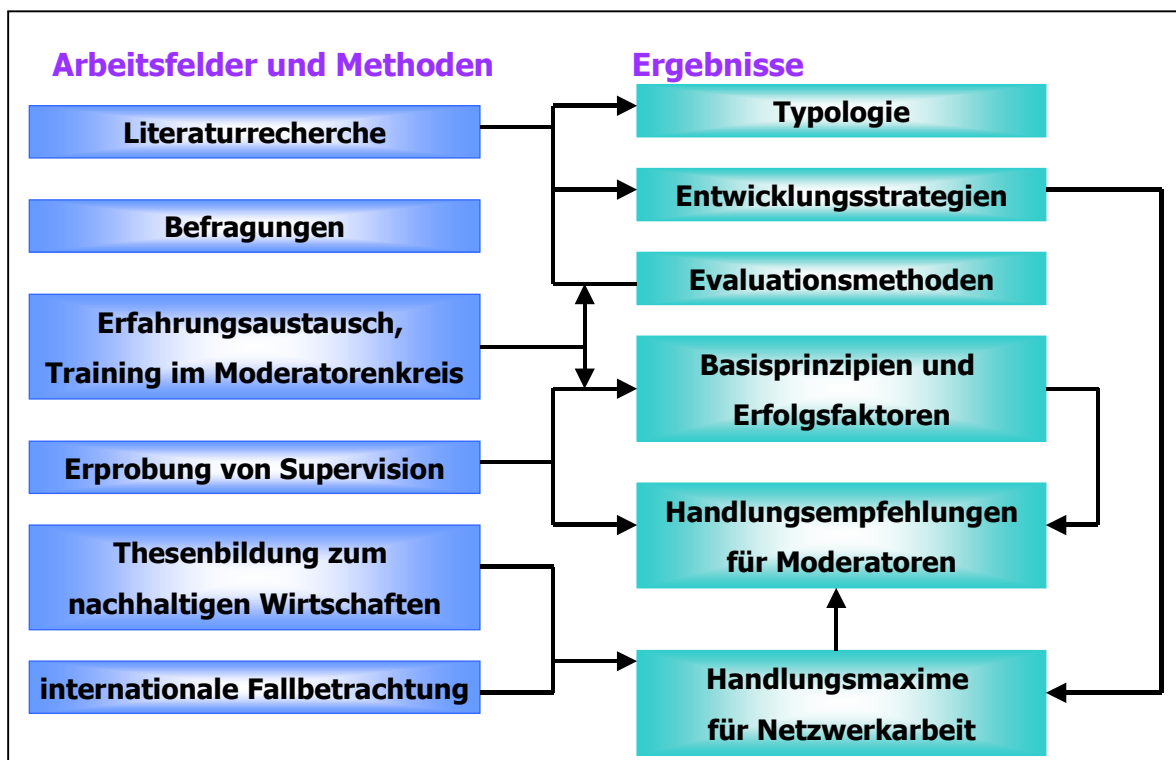 Arbeitsfelder und Methoden
Literaturrecherche
Befragungen
Erfahrungsaustausch,
Training im Moderatorenkreis
Erprobung von Supervision
Thesenbildung zum
nachhaltigen Wirtschaften
internationale Fallbetrachtung
Ergebnisse
Typologie
Entwicklungsstrategien
Evaluationsmethoden
Basisprinzipien und
Erfolgsfaktoren
Handlungsempfehlungen
für Moderatoren
Handlungsmaxime
für Netzwerkarbeit